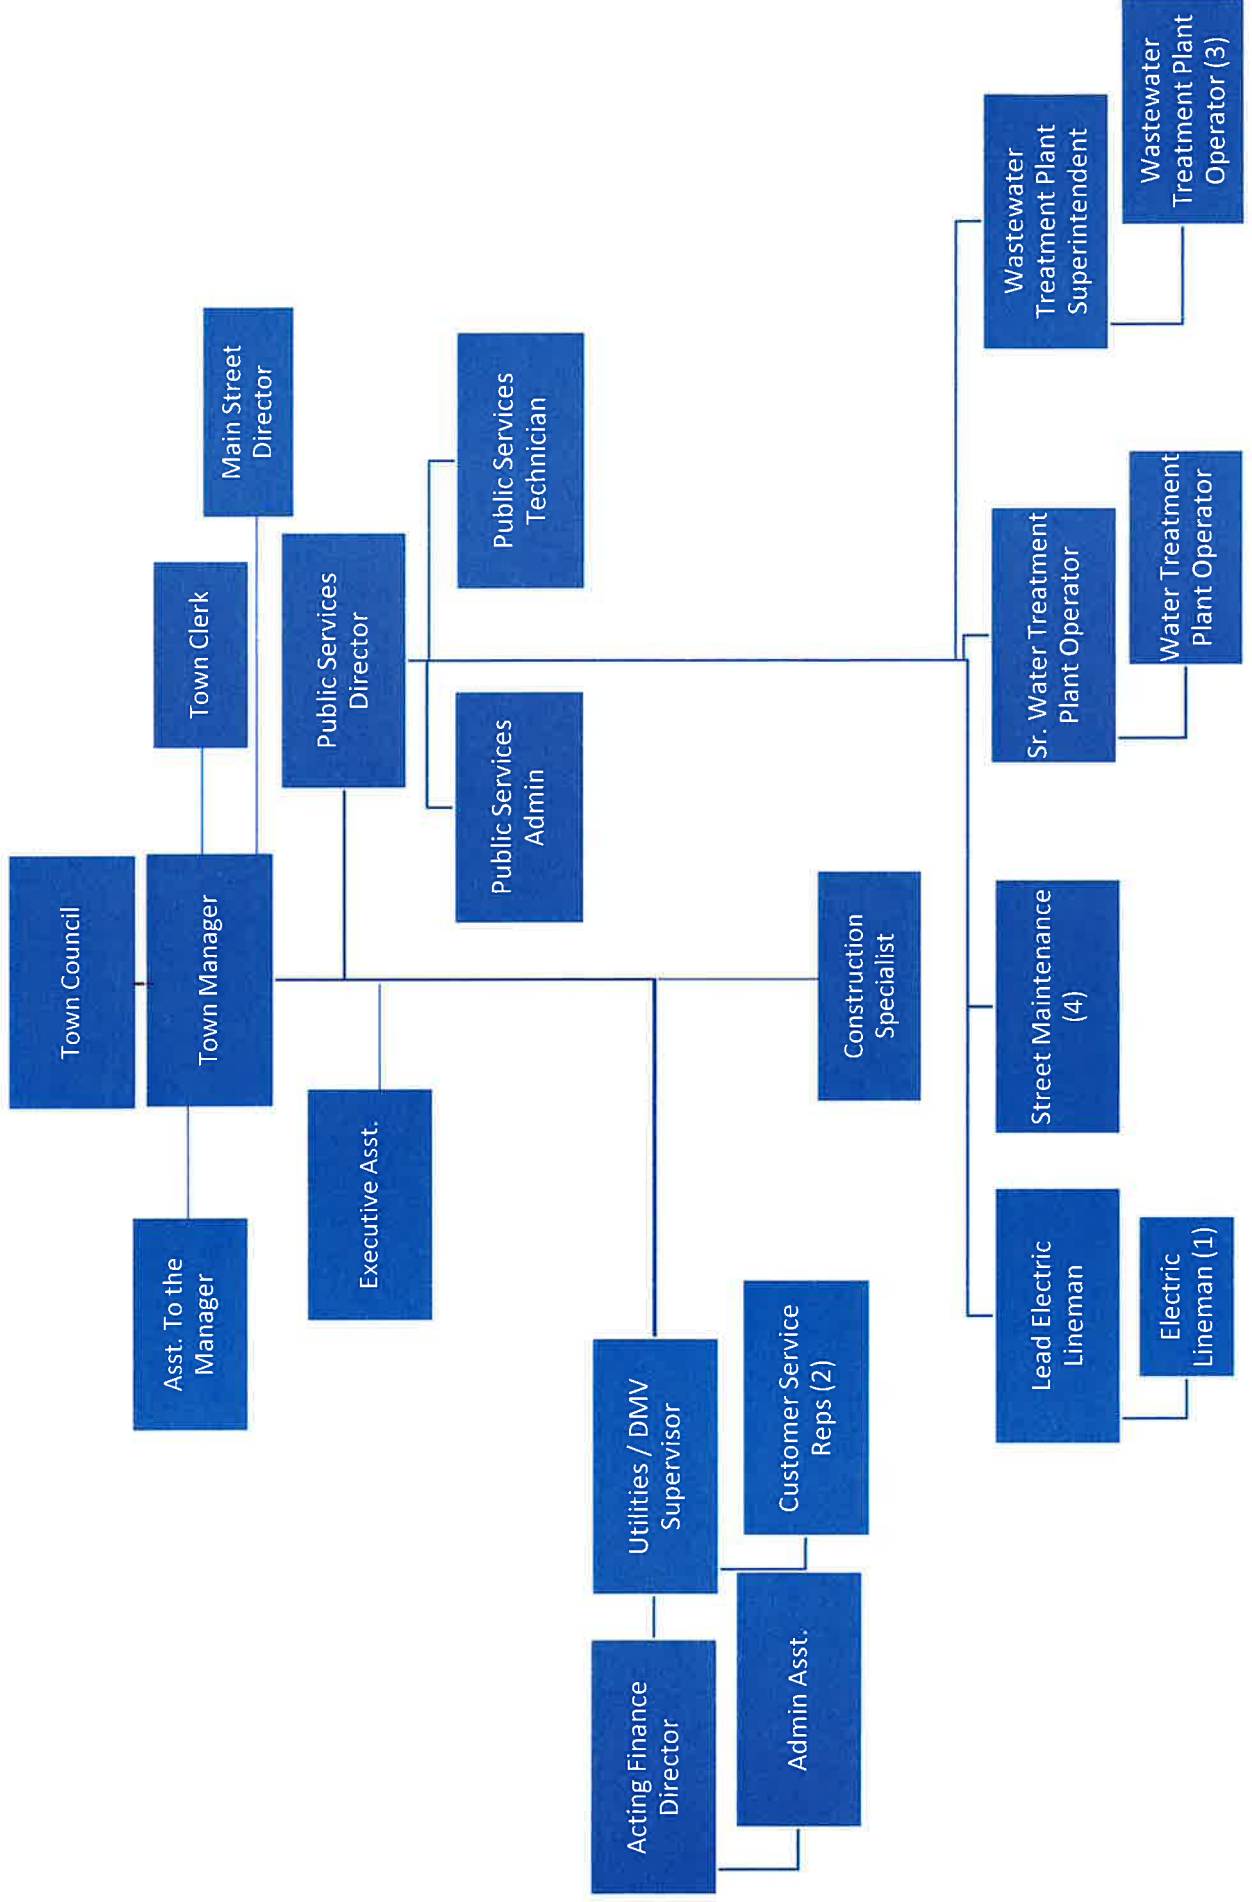 Town Council
Town Manager
Asst. To the
Manager
Town Clerk
Main Street
Director
Executive Asst.
Public Services
Director
Public Services
Admin
Public Services
Technician
Acting Finance
Director
Utilities / DMV
Supervisor
Admin Asst.
Customer Service
Reps (2)
Construction
Specialist
Lead Electric
Lineman
Street Maintenance
(4)
Sr. Water Treatment
Plant Operator
Wastewater
Treatment Plant
Superintendent
Electric
Lineman (1)
Water Treatment
Plant Operator
Wastewater
Treatment Plant
Operator (3)